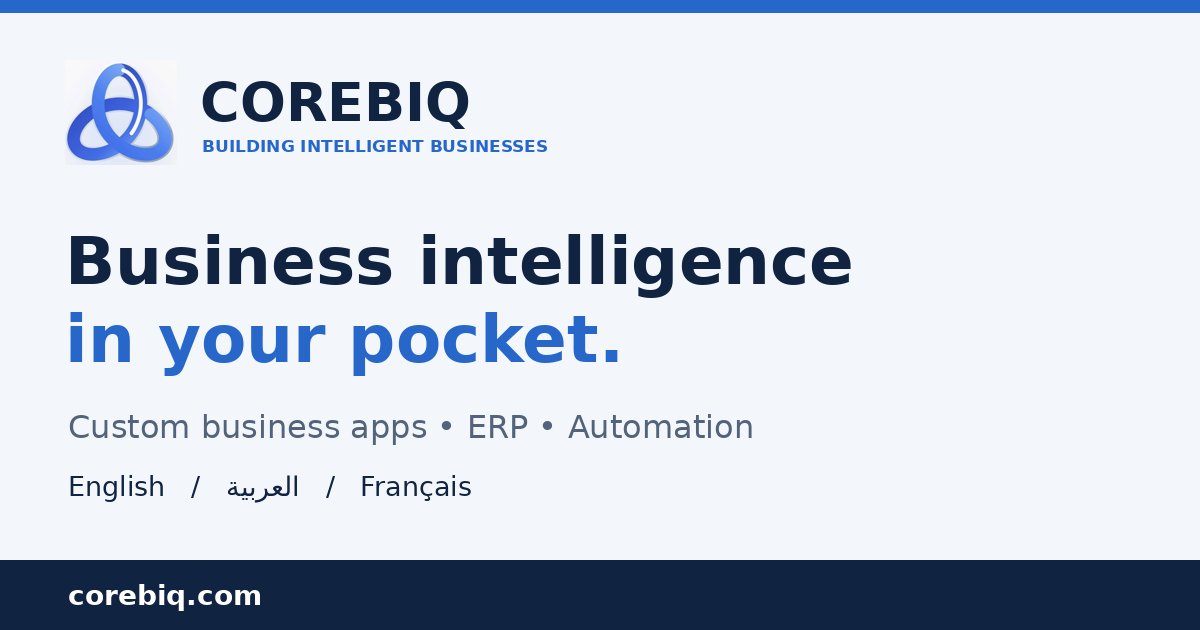 COREBIQ
BUILDING INTELLIGENT BUSINESSES
Business intelligence
in your pocket.
Custom business apps • ERP • Automation
English / العربية / Français
corebiq.com